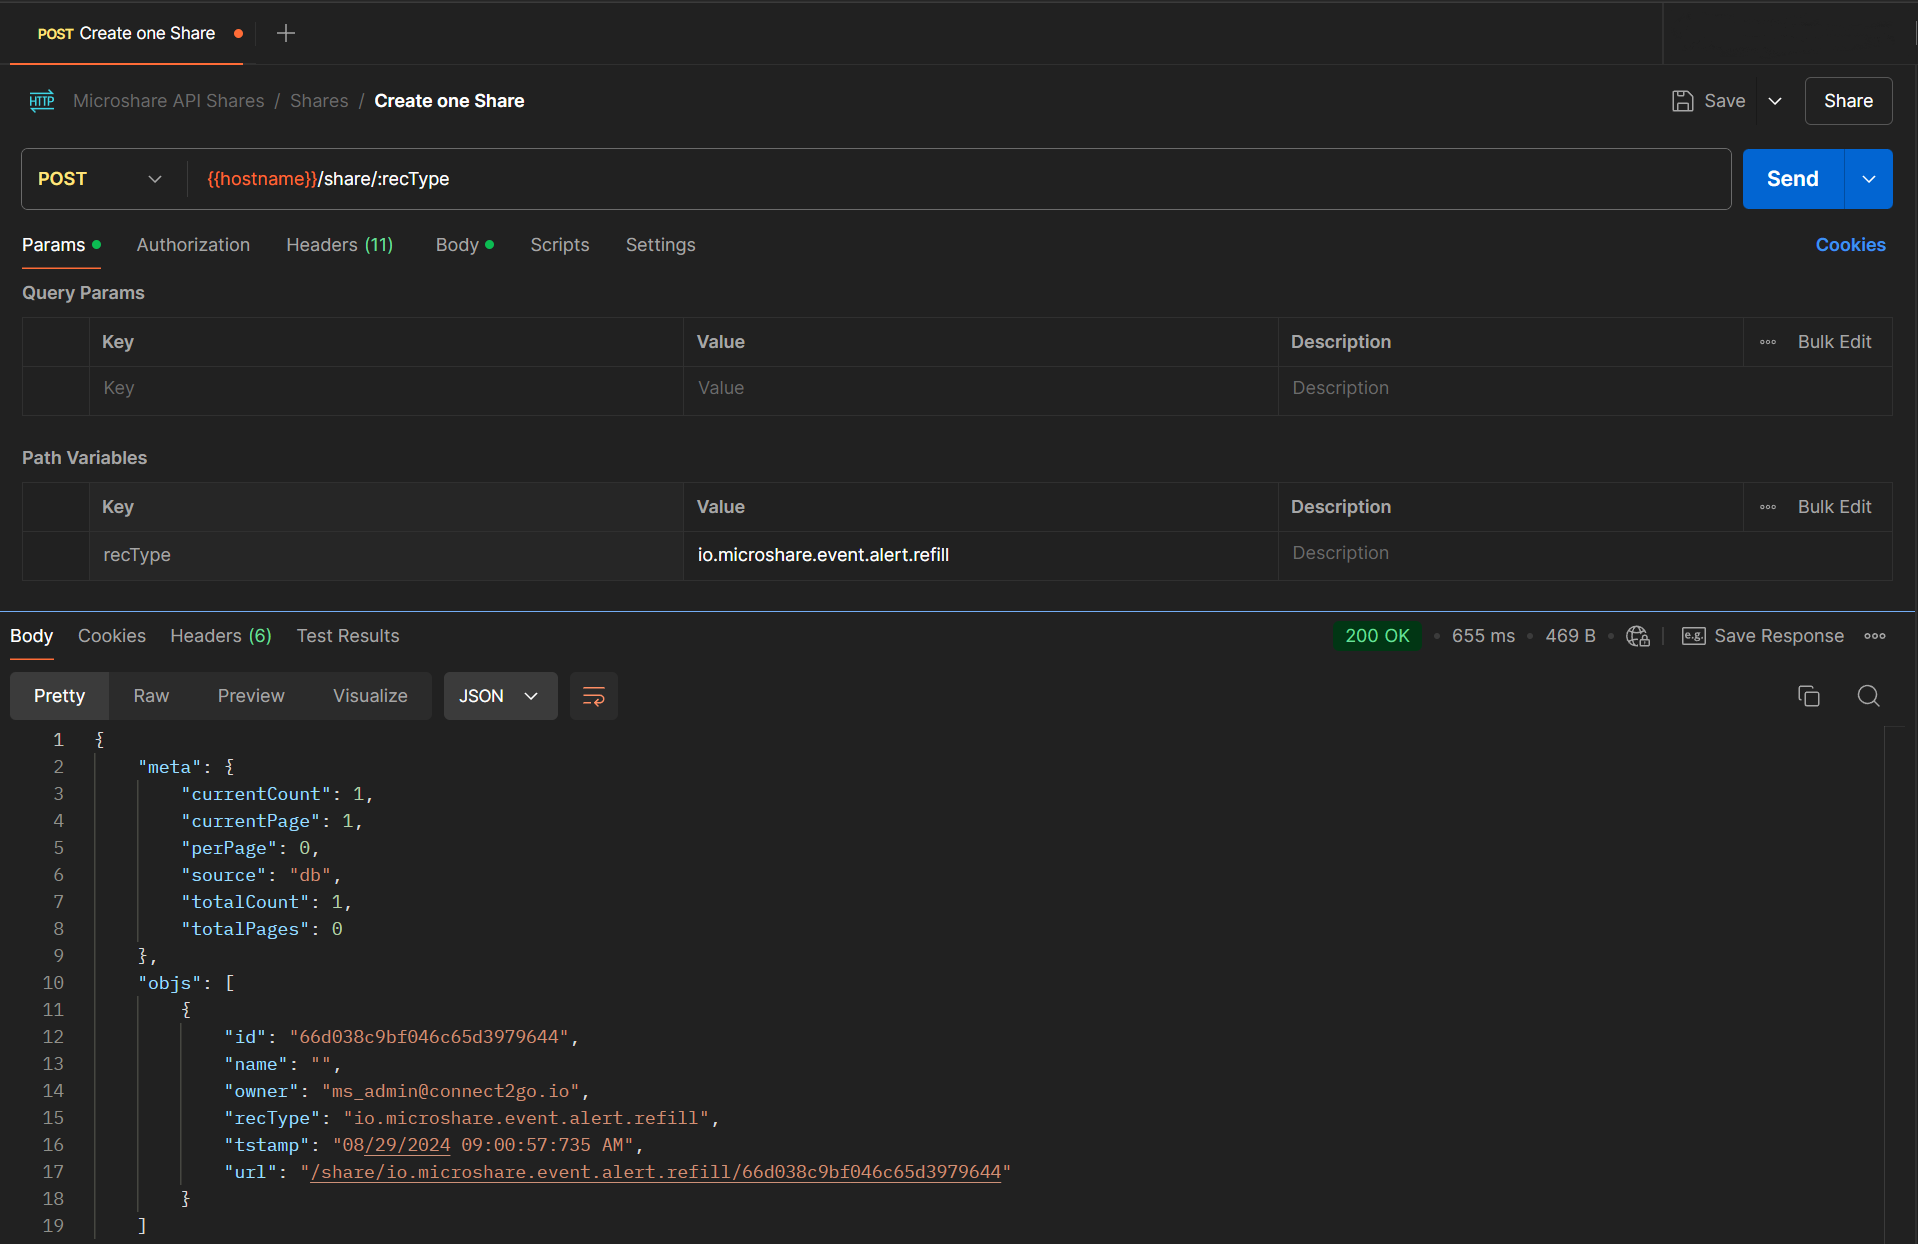 POST Create one Share
HTTP Microshare API Shares / Shares / Create one Share Save Share
POST {{hostname}}/share/:recType Send
Params Authorization Headers (11) Body Scripts Settings Cookies
Query Params
Key Value Description Bulk Edit
Key Value Description
Path Variables
Key Value Description Bulk Edit
recType io.microshare.event.alert.refill Description
Body Cookies Headers (6) Test Results 200 OK 655 ms 469 B e.g. Save Response
Pretty Raw Preview Visualize JSON
1 {
2 "meta": {
3 "currentCount": 1,
4 "currentPage": 1,
5 "perPage": 0,
6 "source": "db",
7 "totalCount": 1,
8 "totalPages": 0
9 },
10 "objs": [
11 {
12 "id": "66d038c9bf046c65d3979644",
13 "name": "",
14 "owner": "ms_admin@connect2go.io",
15 "recType": "io.microshare.event.alert.refill",
16 "tstamp": "08/29/2024 09:00:57:735 AM",
17 "url": "/share/io.microshare.event.alert.refill/66d038c9bf046c65d3979644"
18 }
19 ]